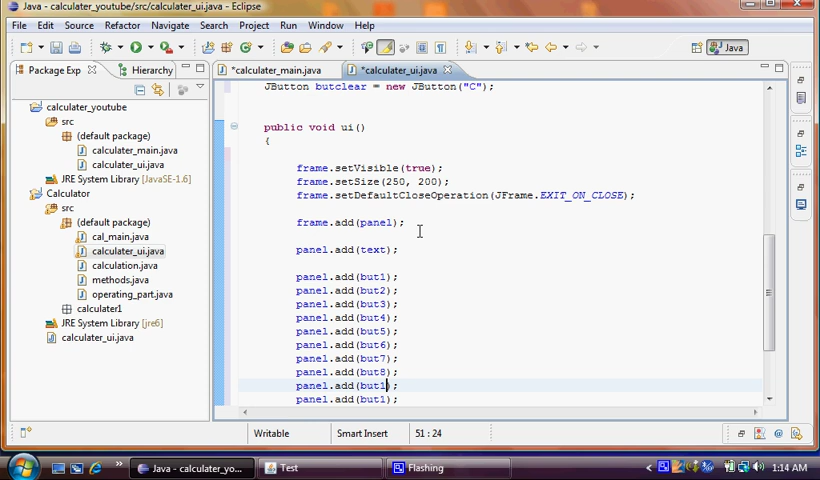 Java - calculater_youtube/src/calculater_ui.java - Eclipse
File Edit Source Refactor Navigate Search Project Run Window Help
Java
Package Exp
Hierarchy
*calculater_main.java
*calculater_ui.java
calculater_youtube
src
(default package)
calculater_main.java
calculater_ui.java
JRE System Library [JavaSE-1.6]
Calculator
src
(default package)
cal_main.java
calculater_ui.java
calculation.java
methods.java
operating_part.java
calculater1
JRE System Library [jre6]
calculater_ui.java
JButton butclear = new JButton("C");
public void ui()
{
frame.setVisible(true);
frame.setSize(250, 200);
frame.setDefaultCloseOperation(JFrame.EXIT_ON_CLOSE);
frame.add(panel);
panel.add(text);
panel.add(but1);
panel.add(but2);
panel.add(but3);
panel.add(but4);
panel.add(but5);
panel.add(but6);
panel.add(but7);
panel.add(but8);
panel.add(but1);
panel.add(but1);
Writable
Smart Insert
51 : 24
Java - calculater_yo...
Test
Flashing
1:14 AM